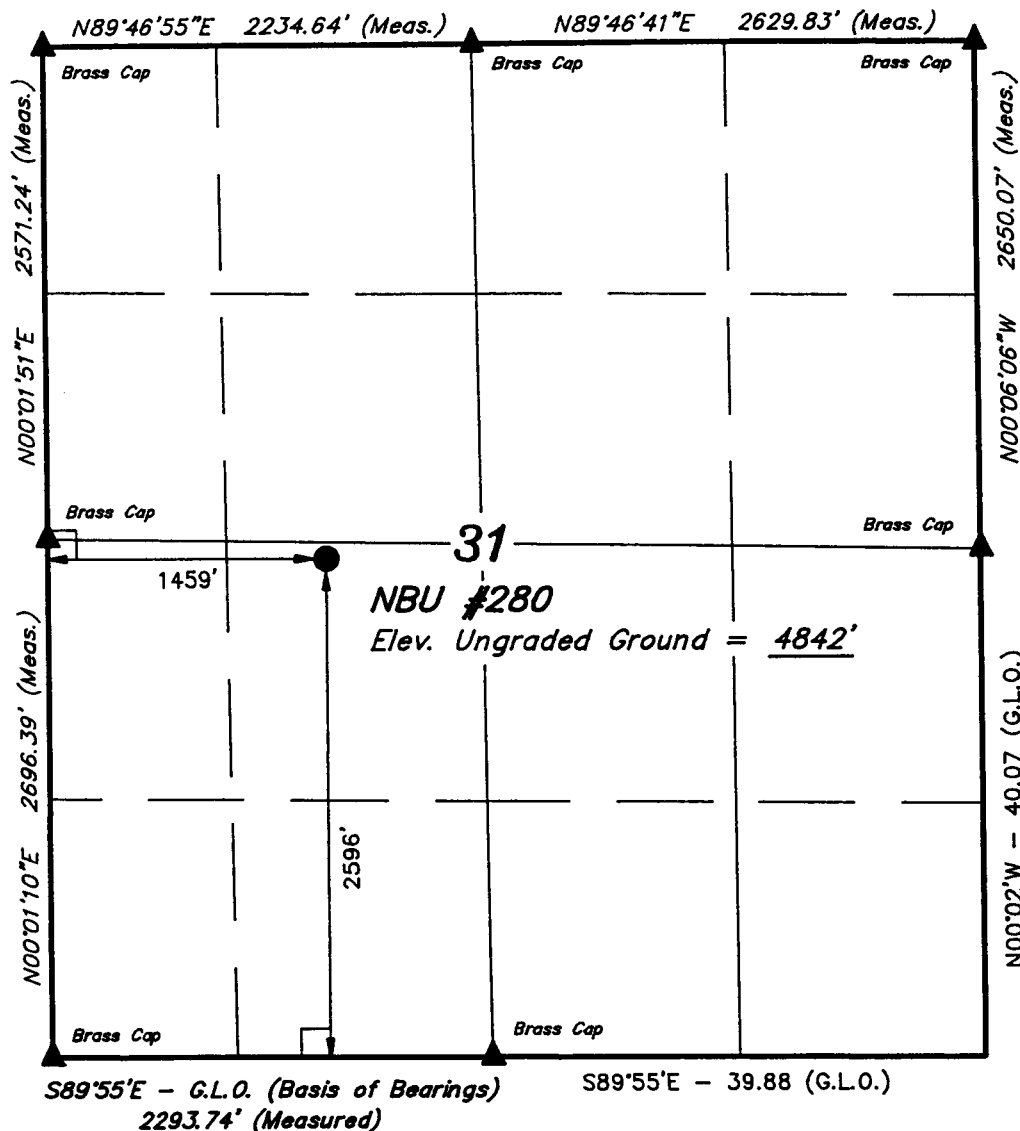 N89°46'55"E 2234.64' (Meas.)
N89°46'41"E 2629.83' (Meas.)
Brass Cap
Brass Cap
Brass Cap
2571.24' (Meas.)
N00°01'51"E
2650.07' (Meas.)
N00°06'06"W
Brass Cap
Brass Cap
31
1459'
NBU #280
Elev. Ungraded Ground = 4842'
2696.39' (Meas.)
N00°01'10"E
2596'
N00°02'W - 40.07 (G.L.O.)
Brass Cap
Brass Cap
S89°55'E - G.L.O. (Basis of Bearings)
2293.74' (Measured)
S89°55'E - 39.88 (G.L.O.)